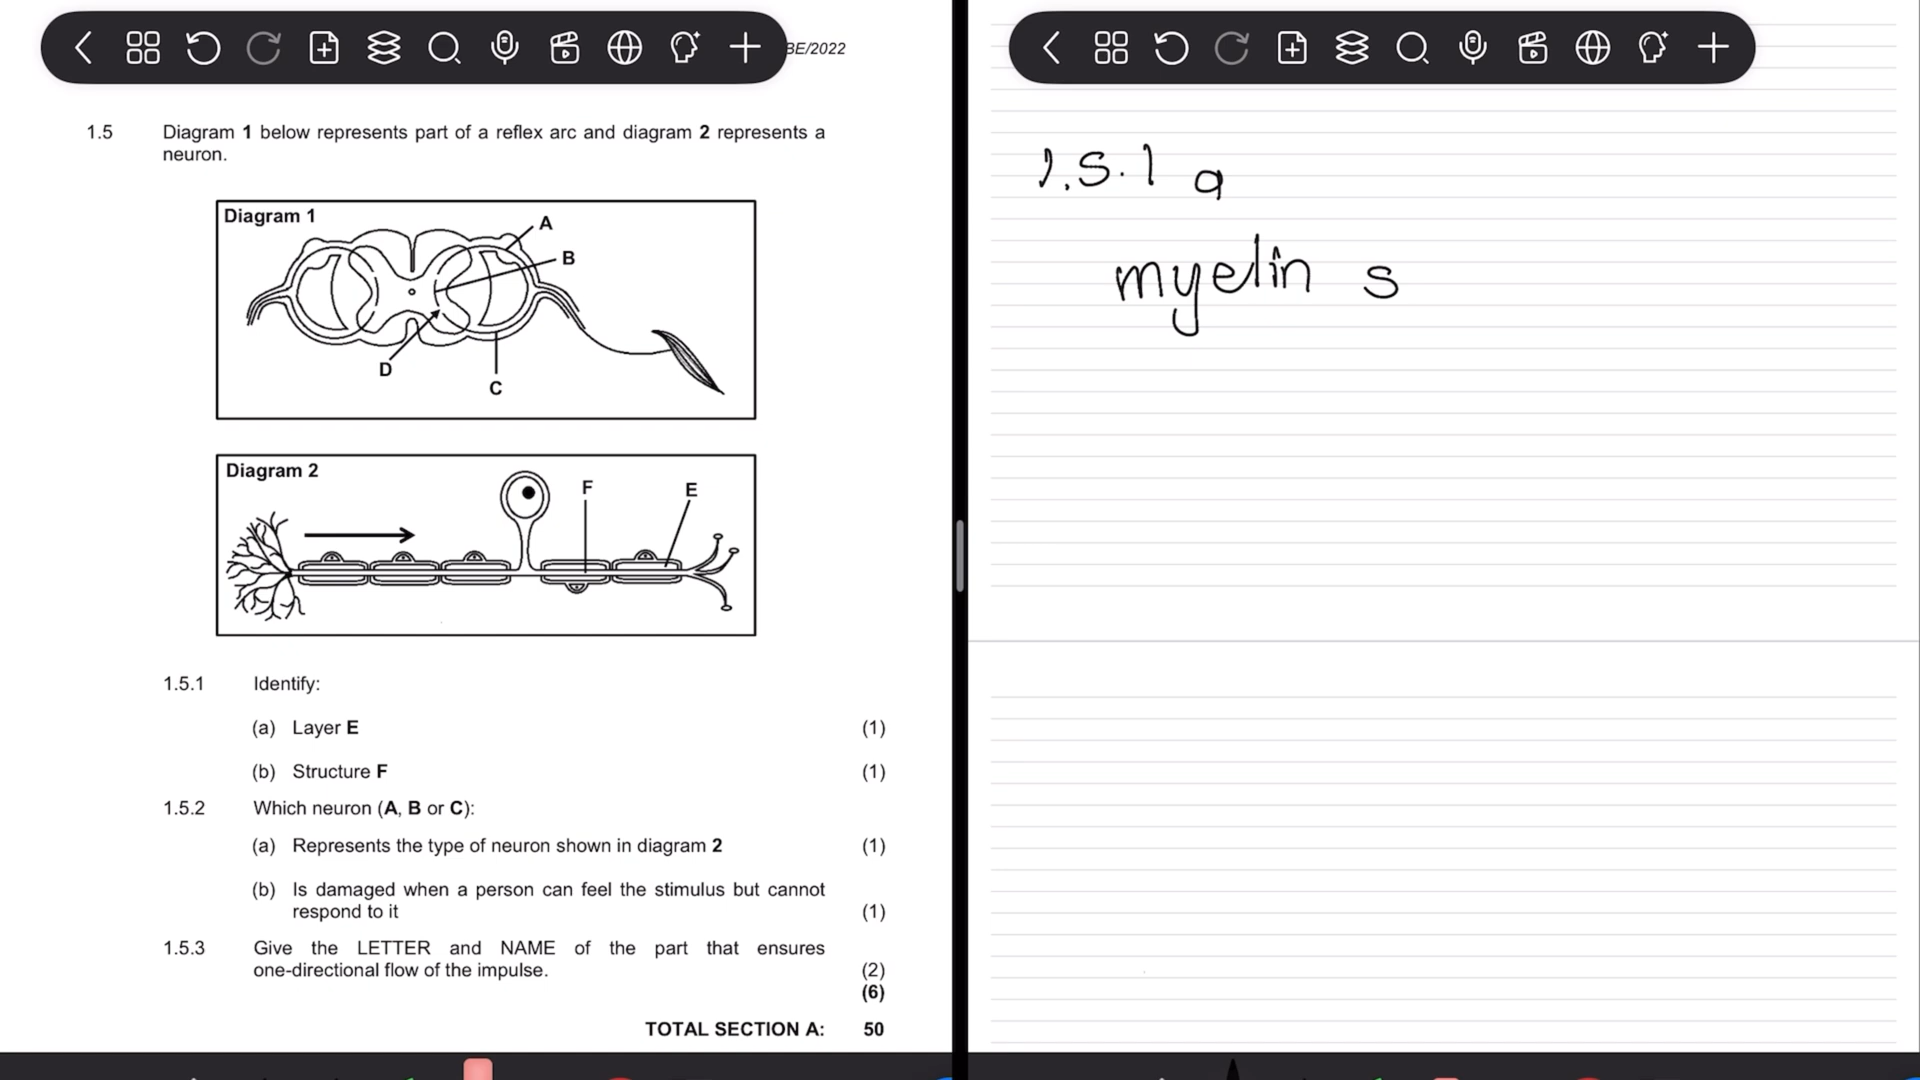 BE/2022
1.5 Diagram 1 below represents part of a reflex arc and diagram 2 represents a
neuron.
Diagram 1
A
B
D
C
Diagram 2
F
E
1.5.1 Identify:
(a) Layer E (1)
(b) Structure F (1)
1.5.2 Which neuron (A, B or C):
(a) Represents the type of neuron shown in diagram 2 (1)
(b) Is damaged when a person can feel the stimulus but cannot
respond to it (1)
1.5.3 Give the LETTER and NAME of the part that ensures
one-directional flow of the impulse. (2)
(6)
TOTAL SECTION A: 50
1.5.1 a
myelin s